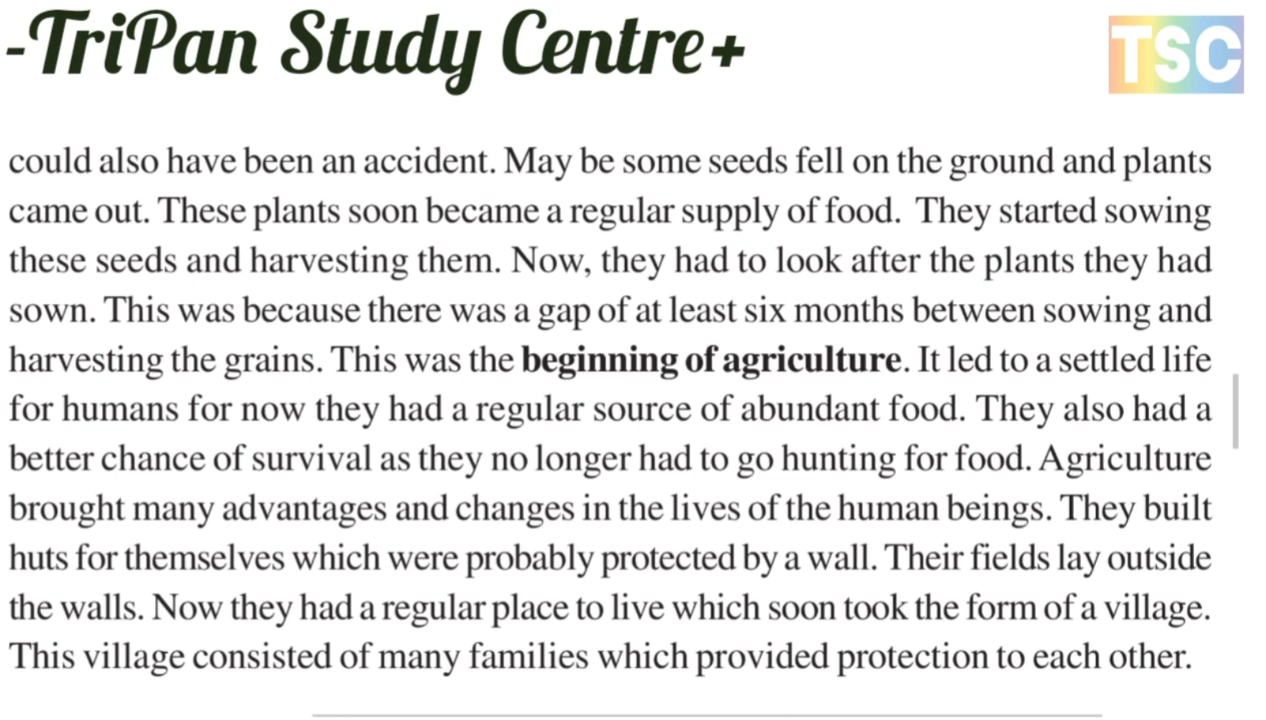 -TriPan Study Centre+
TSC
could also have been an accident. May be some seeds fell on the ground and plants
came out. These plants soon became a regular supply of food. They started sowing
these seeds and harvesting them. Now, they had to look after the plants they had
sown. This was because there was a gap of at least six months between sowing and
harvesting the grains. This was the beginning of agriculture. It led to a settled life
for humans for now they had a regular source of abundant food. They also had a
better chance of survival as they no longer had to go hunting for food. Agriculture
brought many advantages and changes in the lives of the human beings. They built
huts for themselves which were probably protected by a wall. Their fields lay outside
the walls. Now they had a regular place to live which soon took the form of a village.
This village consisted of many families which provided protection to each other.